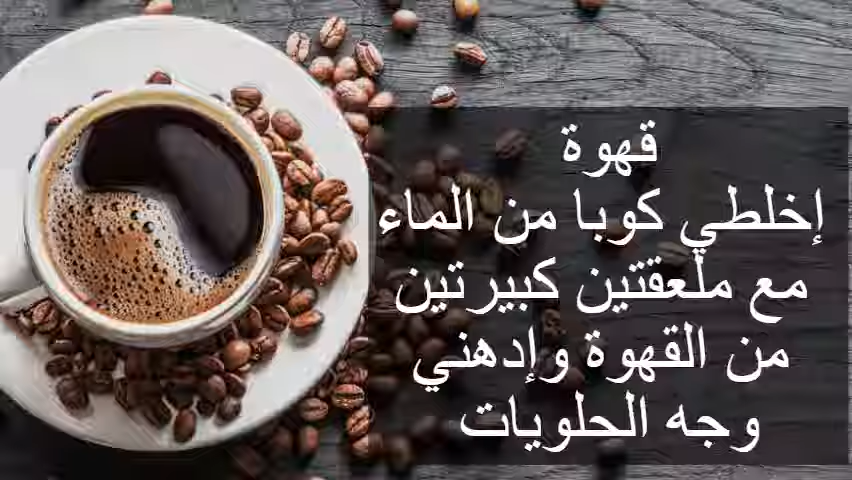 قهوة
إخلطي كوبا من الماء
مع ملعقتين كبيرتين
من القهوة وإدهني
وجه الحلويات